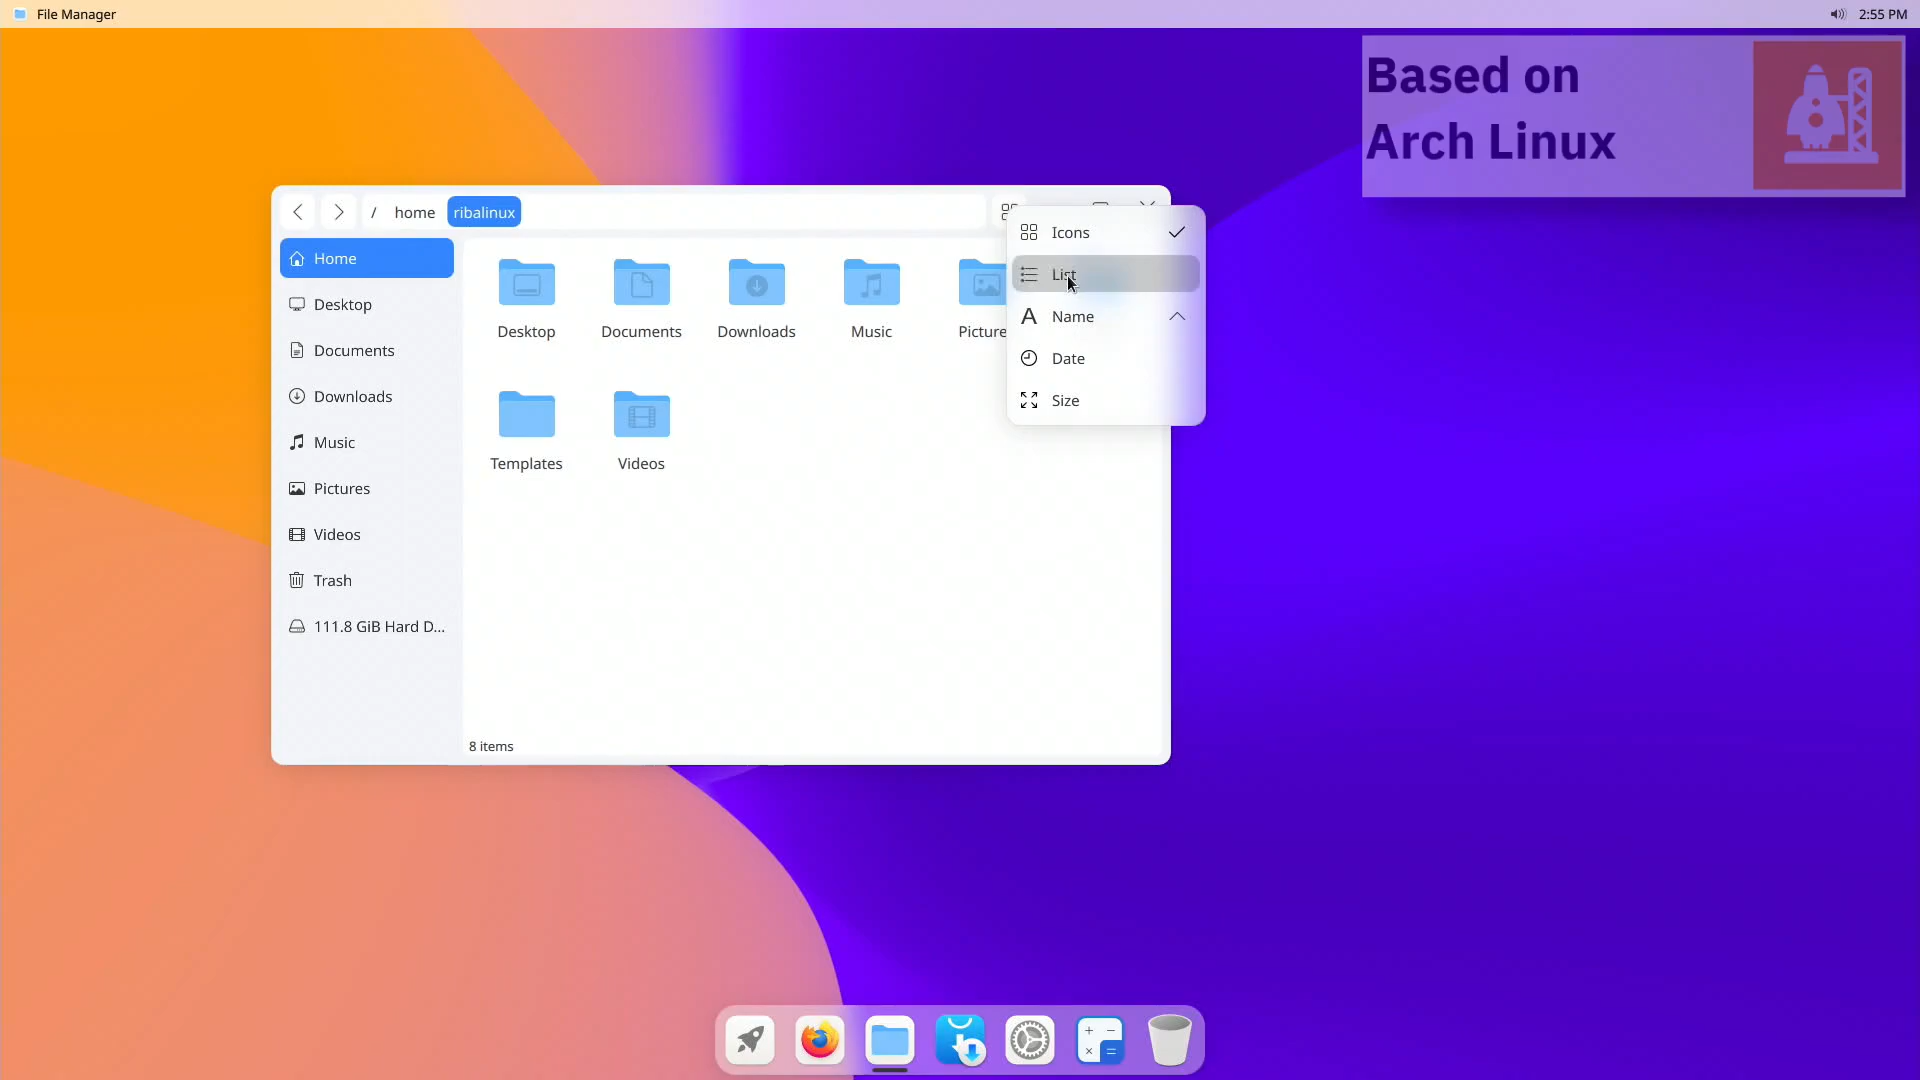 File Manager
2:55 PM
Based on
Arch Linux
/ home ribalinux
Home
Desktop
Documents
Downloads
Music
Pictures
Videos
Trash
111.8 GiB Hard D...
Desktop
Documents
Downloads
Music
Picture
Templates
Videos
8 items
Icons
List
Name
Date
Size